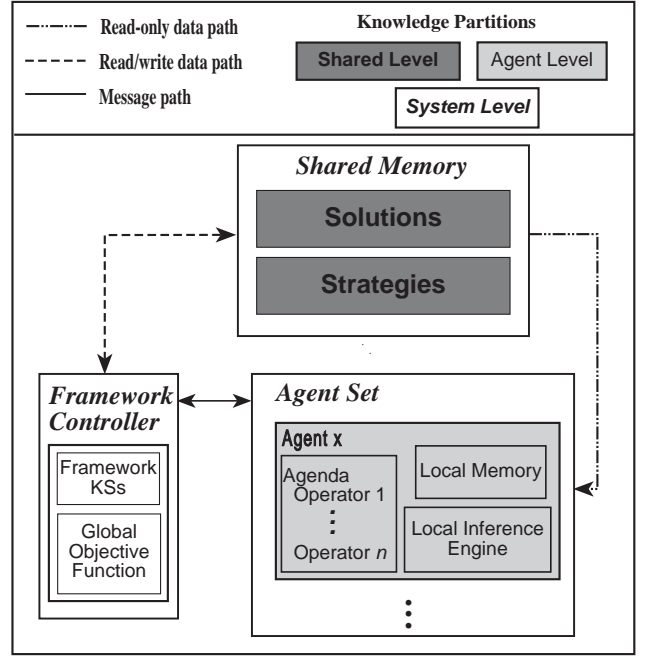 Read-only data path
Read/write data path
Message path
Knowledge Partitions
Shared Level
Agent Level
System Level
Shared Memory
Solutions
Strategies
Framework
Controller
Framework
KSs
Global
Objective
Function
Agent Set
Agent x
Agenda
Operator 1
⋮
Operator n
Local Memory
Local Inference
Engine
⋮